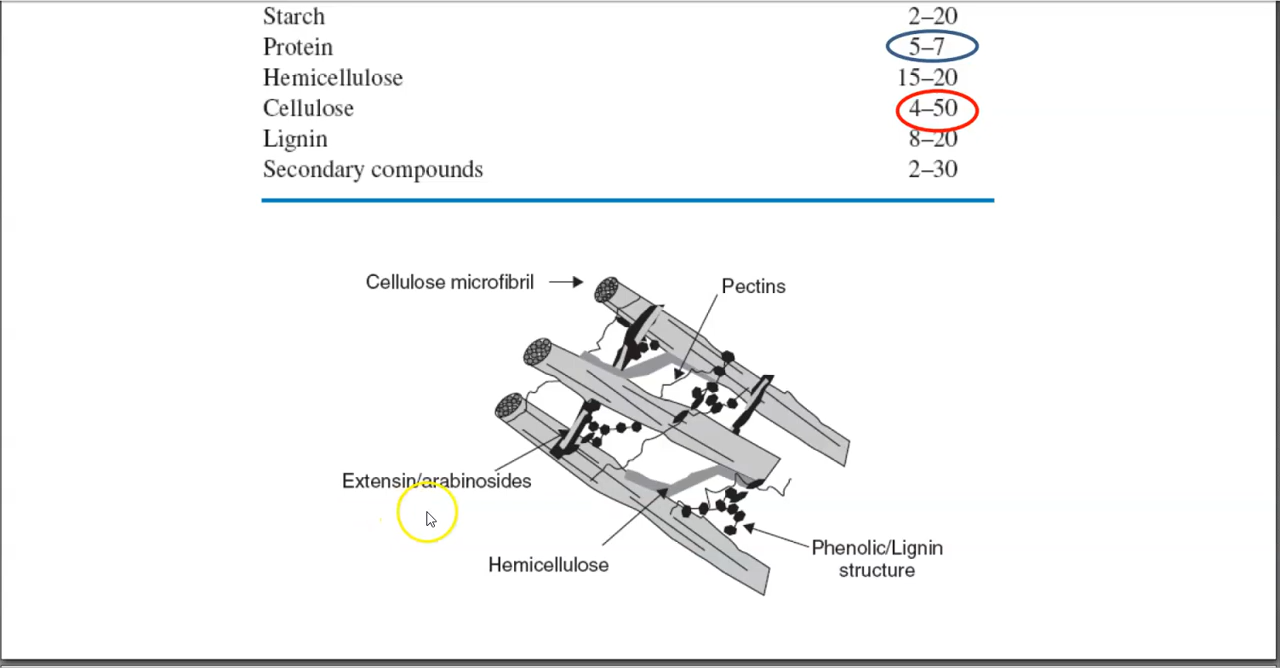 Starch 2–20
Protein 5–7
Hemicellulose 15–20
Cellulose 4–50
Lignin 8–20
Secondary compounds 2–30
Cellulose microfibril
Pectins
Extensin/arabinosides
Hemicellulose
Phenolic/Lignin
structure